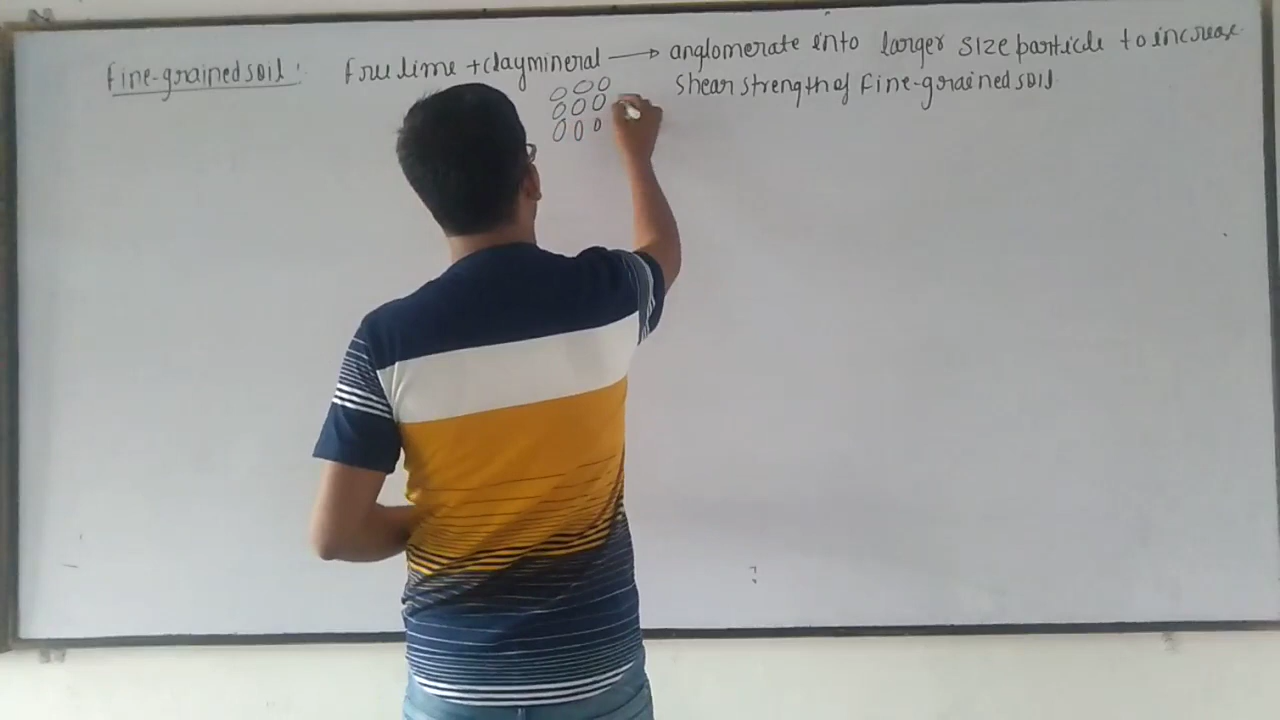 fine-grained soil: free lime + clay mineral → anglomerate into larger size particle to increase
shear strength of fine-grained soil